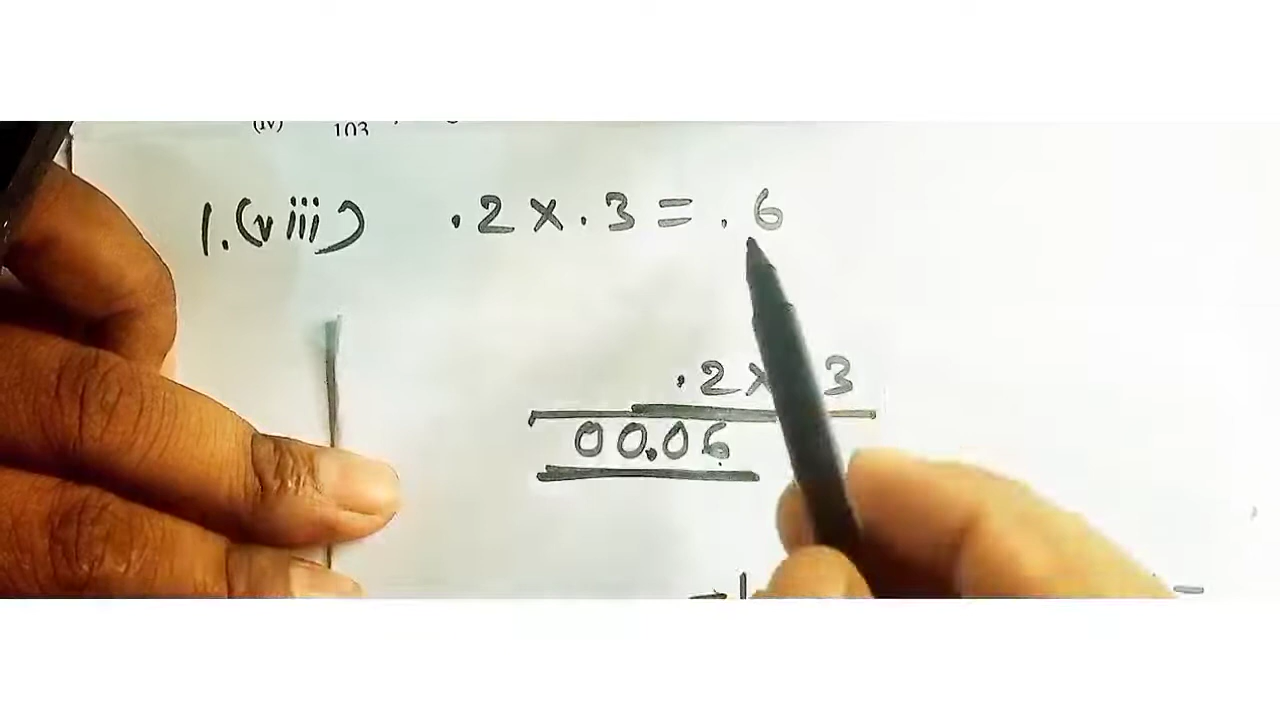 (iv) 103
1.(viii) .2 × .3 = .6
.2 × 3
00.06